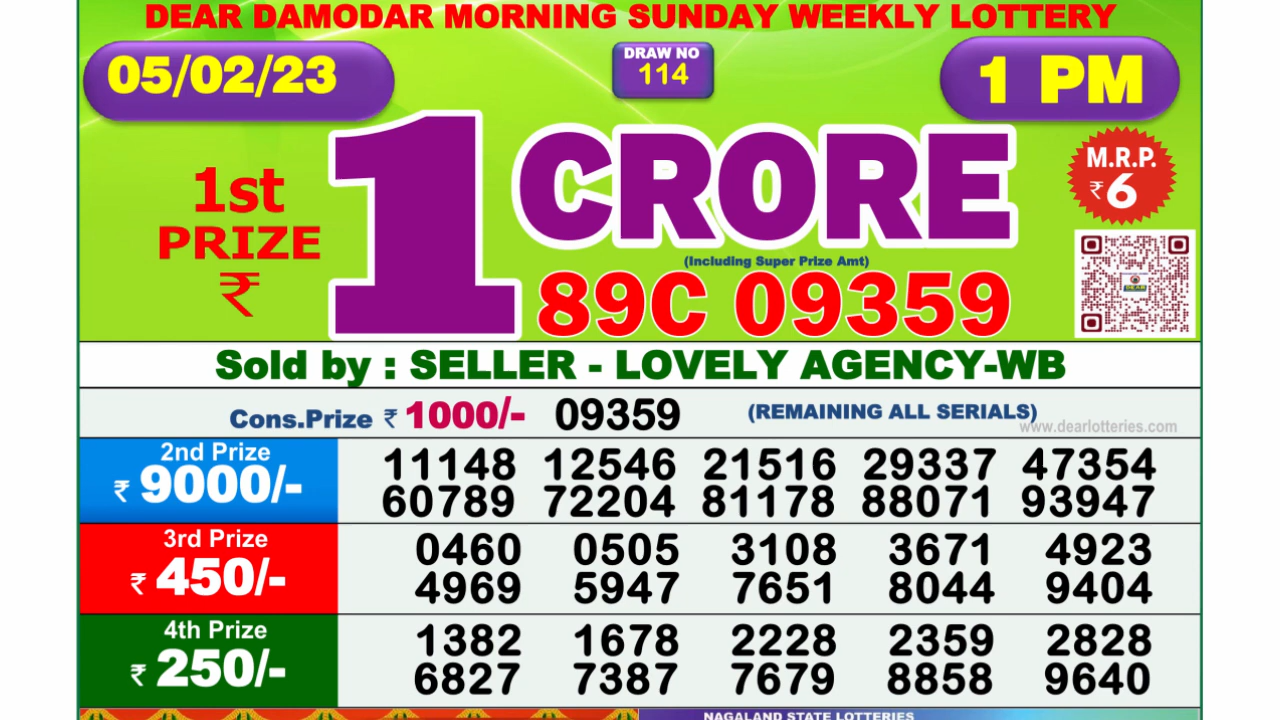 DEAR DAMODAR MORNING SUNDAY WEEKLY LOTTERY
05/02/23
DRAW NO
114
1 PM
1st
PRIZE
₹
1 CRORE
(Including Super Prize Amt)
89C 09359
M.R.P.
₹ 6
DEAR
Sold by : SELLER - LOVELY AGENCY-WB
Cons.Prize ₹ 1000/- 09359 (REMAINING ALL SERIALS)
www.dearlotteries.com
2nd Prize
₹ 9000/-
11148 12546 21516 29337 47354
60789 72204 81178 88071 93947
3rd Prize
₹ 450/-
0460 0505 3108 3671 4923
4969 5947 7651 8044 9404
4th Prize
₹ 250/-
1382 1678 2228 2359 2828
6827 7387 7679 8858 9640
NAGALAND STATE LOTTERIES